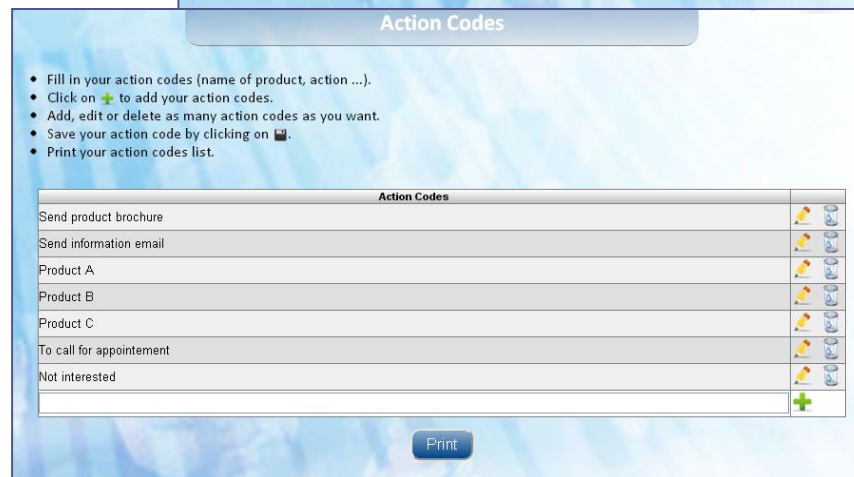 Action Codes
• Fill in your action codes (name of product, action ...).
• Click on to add your action codes.
• Add, edit or delete as many action codes as you want.
• Save your action code by clicking on .
• Print your action codes list.
Action Codes
Send product brochure
Send information email
Product A
Product B
Product C
To call for appointement
Not interested
Print